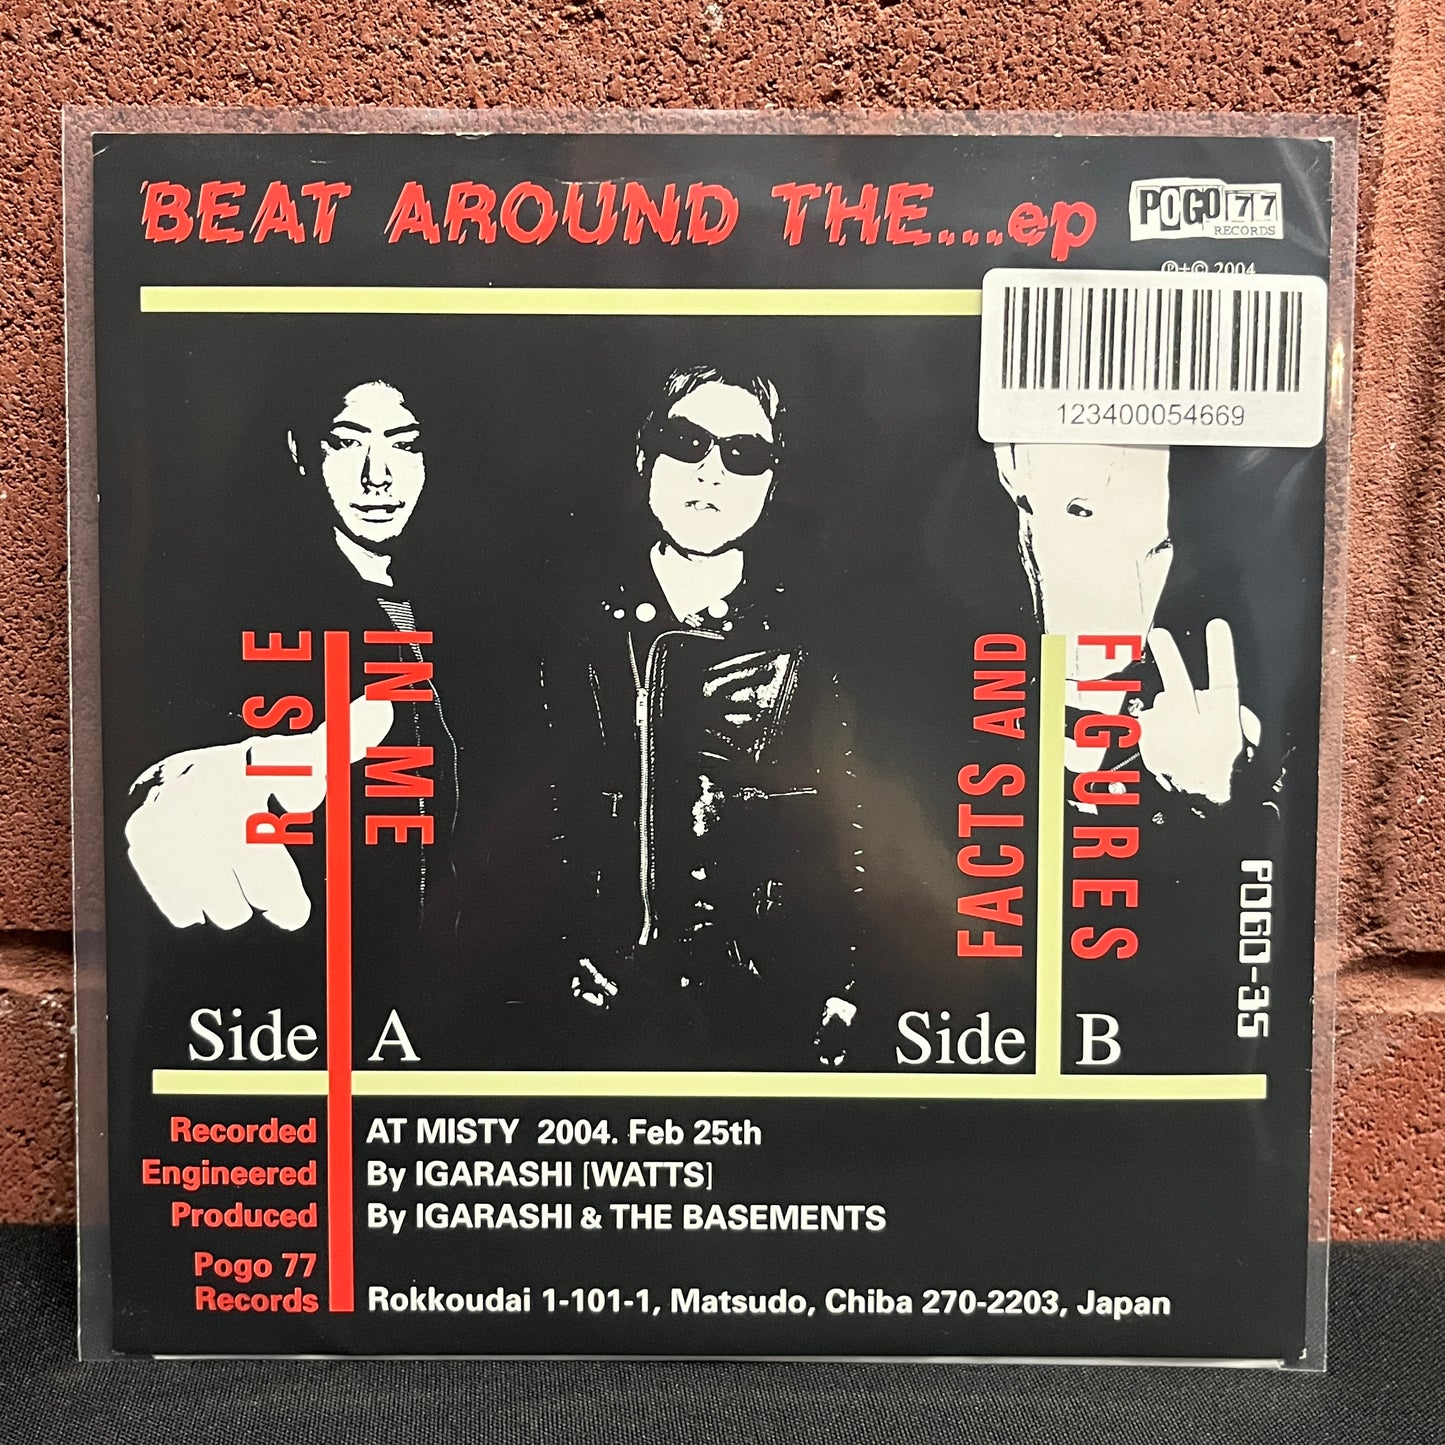 BEAT AROUND THE....ep
POGO 77
RECORDS
℗+© 2004
123400054669
RISE
IN ME
FACTS AND
FIGURES
POGO-35
Side A
Side B
Recorded AT MISTY 2004. Feb 25th
Engineered By IGARASHI [WATTS]
Produced By IGARASHI & THE BASEMENTS
Pogo 77
Records Rokkoudai 1-101-1, Matsudo, Chiba 270-2203, Japan